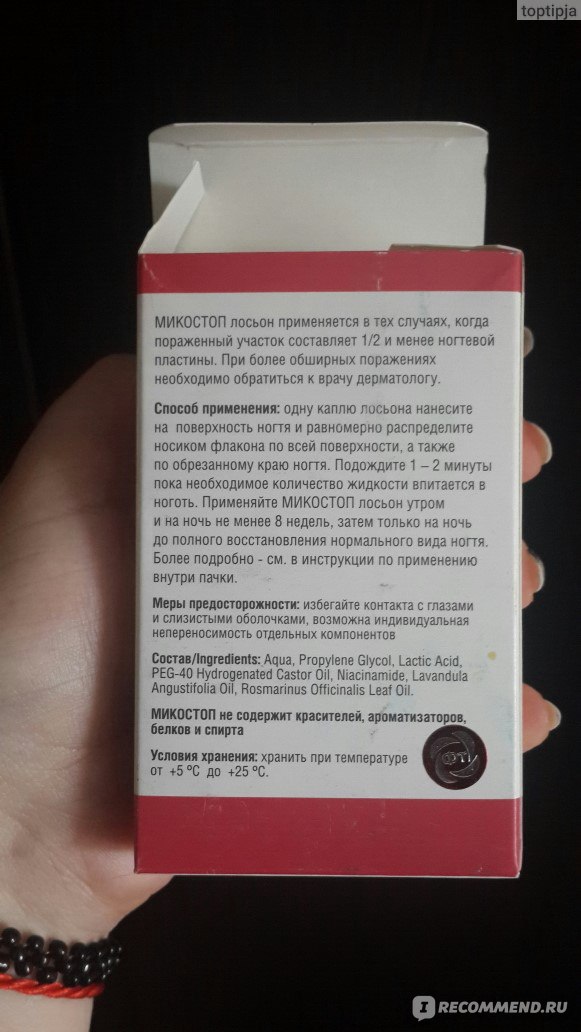 toptipja
МИКОСТОП лосьон применяется в тех случаях, когда
пораженный участок составляет 1/2 и менее ногтевой
пластины. При более обширных поражениях
необходимо обратиться к врачу дерматологу.
Способ применения: одну каплю лосьона нанесите
на поверхность ногтя и равномерно распределите
носиком флакона по всей поверхности, а также
по обрезанному краю ногтя. Подождите 1 – 2 минуты
пока необходимое количество жидкости впитается в
ноготь. Применяйте МИКОСТОП лосьон утром
и на ночь не менее 8 недель, затем только на ночь
до полного восстановления нормального вида ногтя.
Более подробно - см. в инструкции по применению
внутри пачки.
Меры предосторожности: избегайте контакта с глазами
и слизистыми оболочками, возможна индивидуальная
непереносимость отдельных компонентов
Состав/Ingredients: Aqua, Propylene Glycol, Lactic Acid,
PEG-40 Hydrogenated Castor Oil, Niacinamide, Lavandula
Angustifolia Oil, Rosmarinus Officinalis Leaf Oil.
МИКОСТОП не содержит красителей, ароматизаторов,
белков и спирта
Условия хранения: хранить при температуре
от +5 ºС до +25 ºС.
ФТ
I RECOMMEND.RU